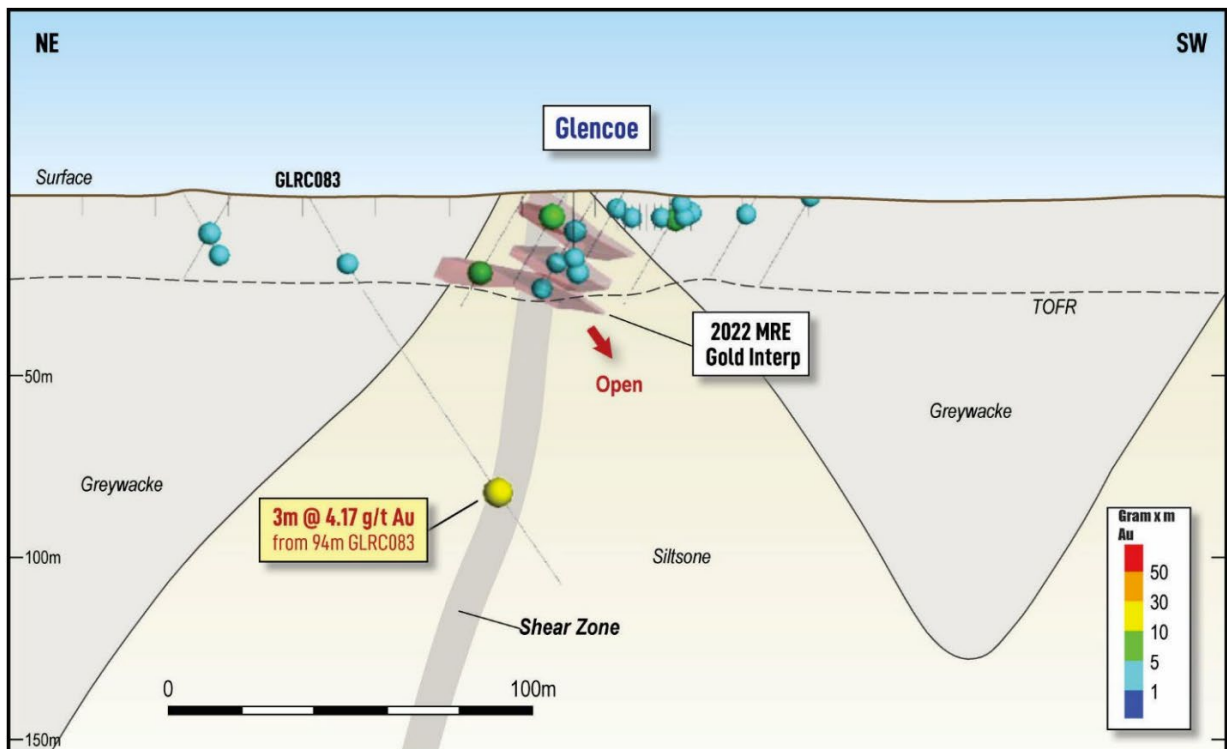 NE
SW
Glencoe
Surface
GLRC083
TOFR
2022 MRE
Gold Interp
Open
50m
Greywacke
Greywacke
3m @ 4.17 g/t Au
from 94m GLRC083
100m
Siltsone
Shear Zone
0
100m
150m
Gram x m
Au
50
30
10
5
1